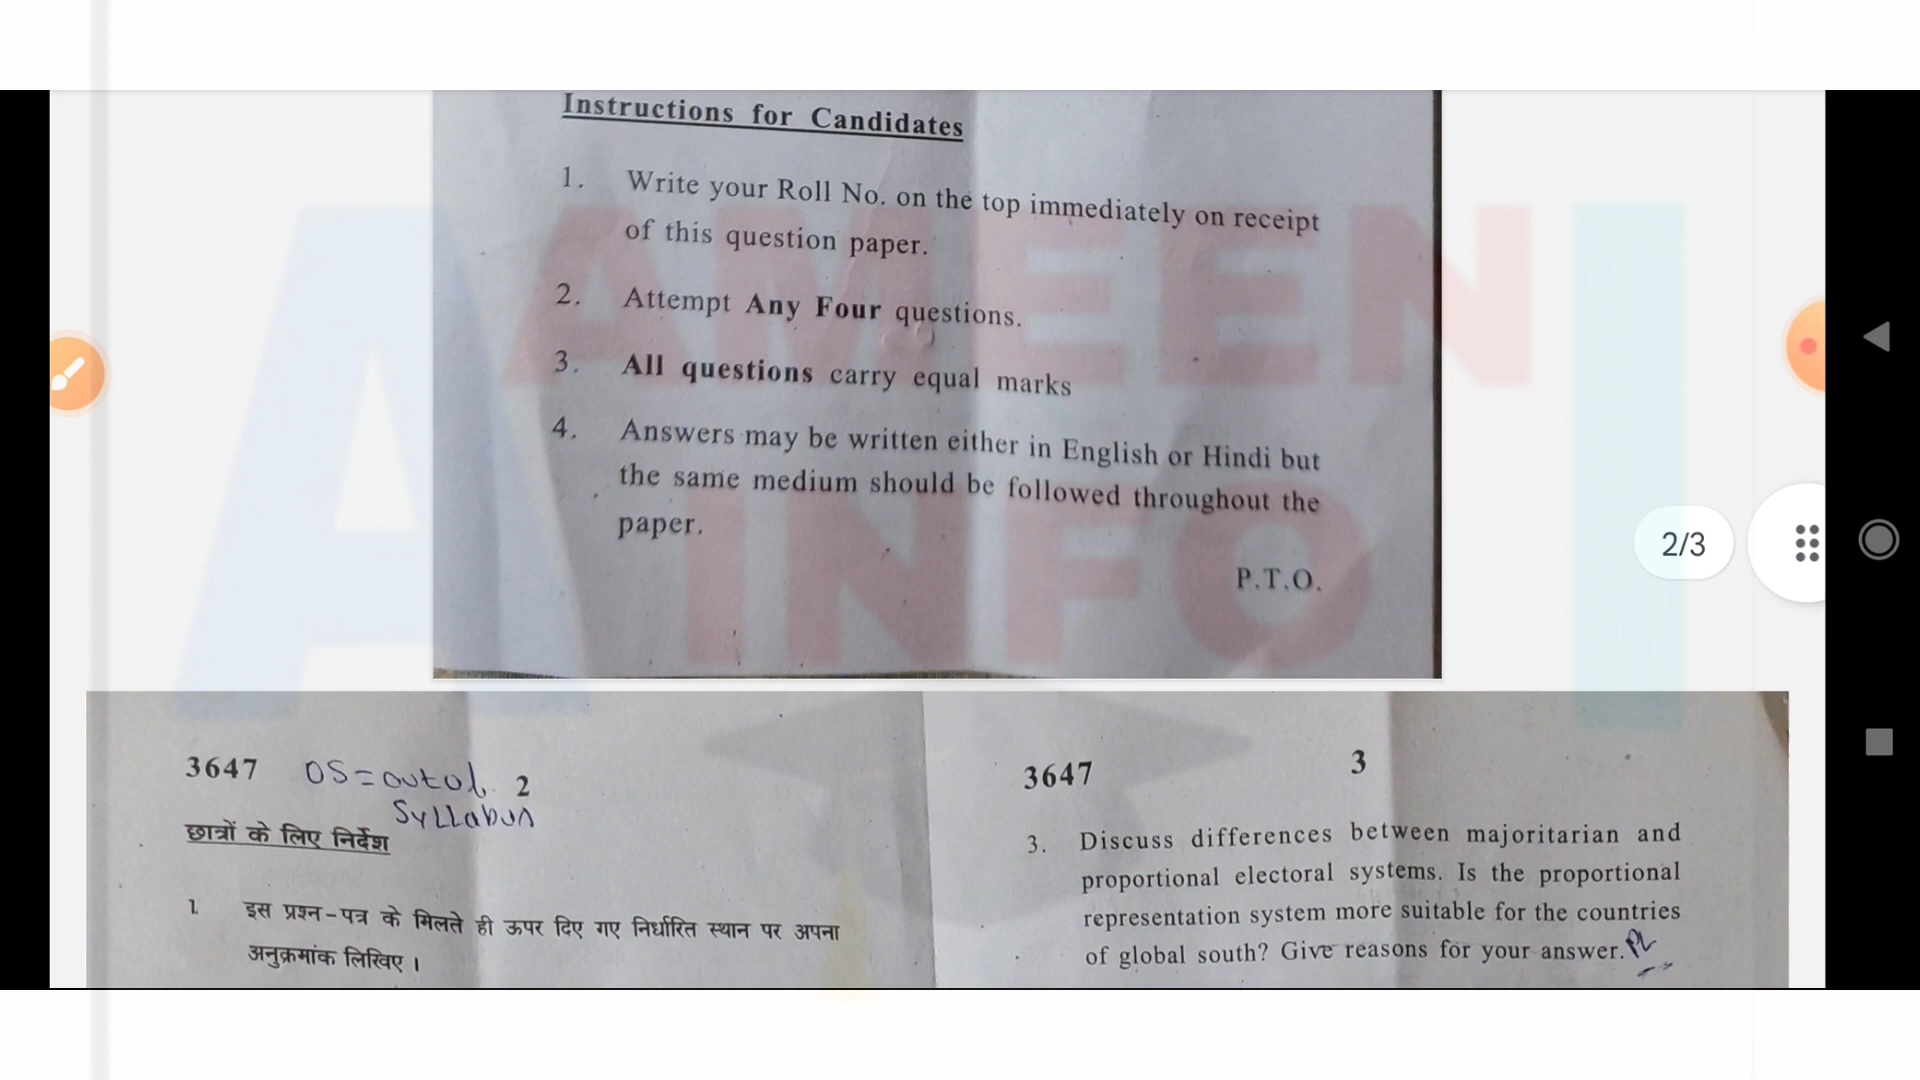 Instructions for Candidates
1. Write your Roll No. on the top immediately on receipt
of this question paper.
2. Attempt Any Four questions.
3. All questions carry equal marks
4. Answers may be written either in English or Hindi but
the same medium should be followed throughout the
paper.
P.T.O.
AMEEN
INFO
2/3
3647 OS = out of 2
Syllabus
छात्रों के लिए निर्देश
1. इस प्रश्न-पत्र के मिलते ही ऊपर दिए गए निर्धारित स्थान पर अपना
अनुक्रमांक लिखिए ।
3647 3
3. Discuss differences between majoritarian and
proportional electoral systems. Is the proportional
representation system more suitable for the countries
of global south? Give reasons for your answer.